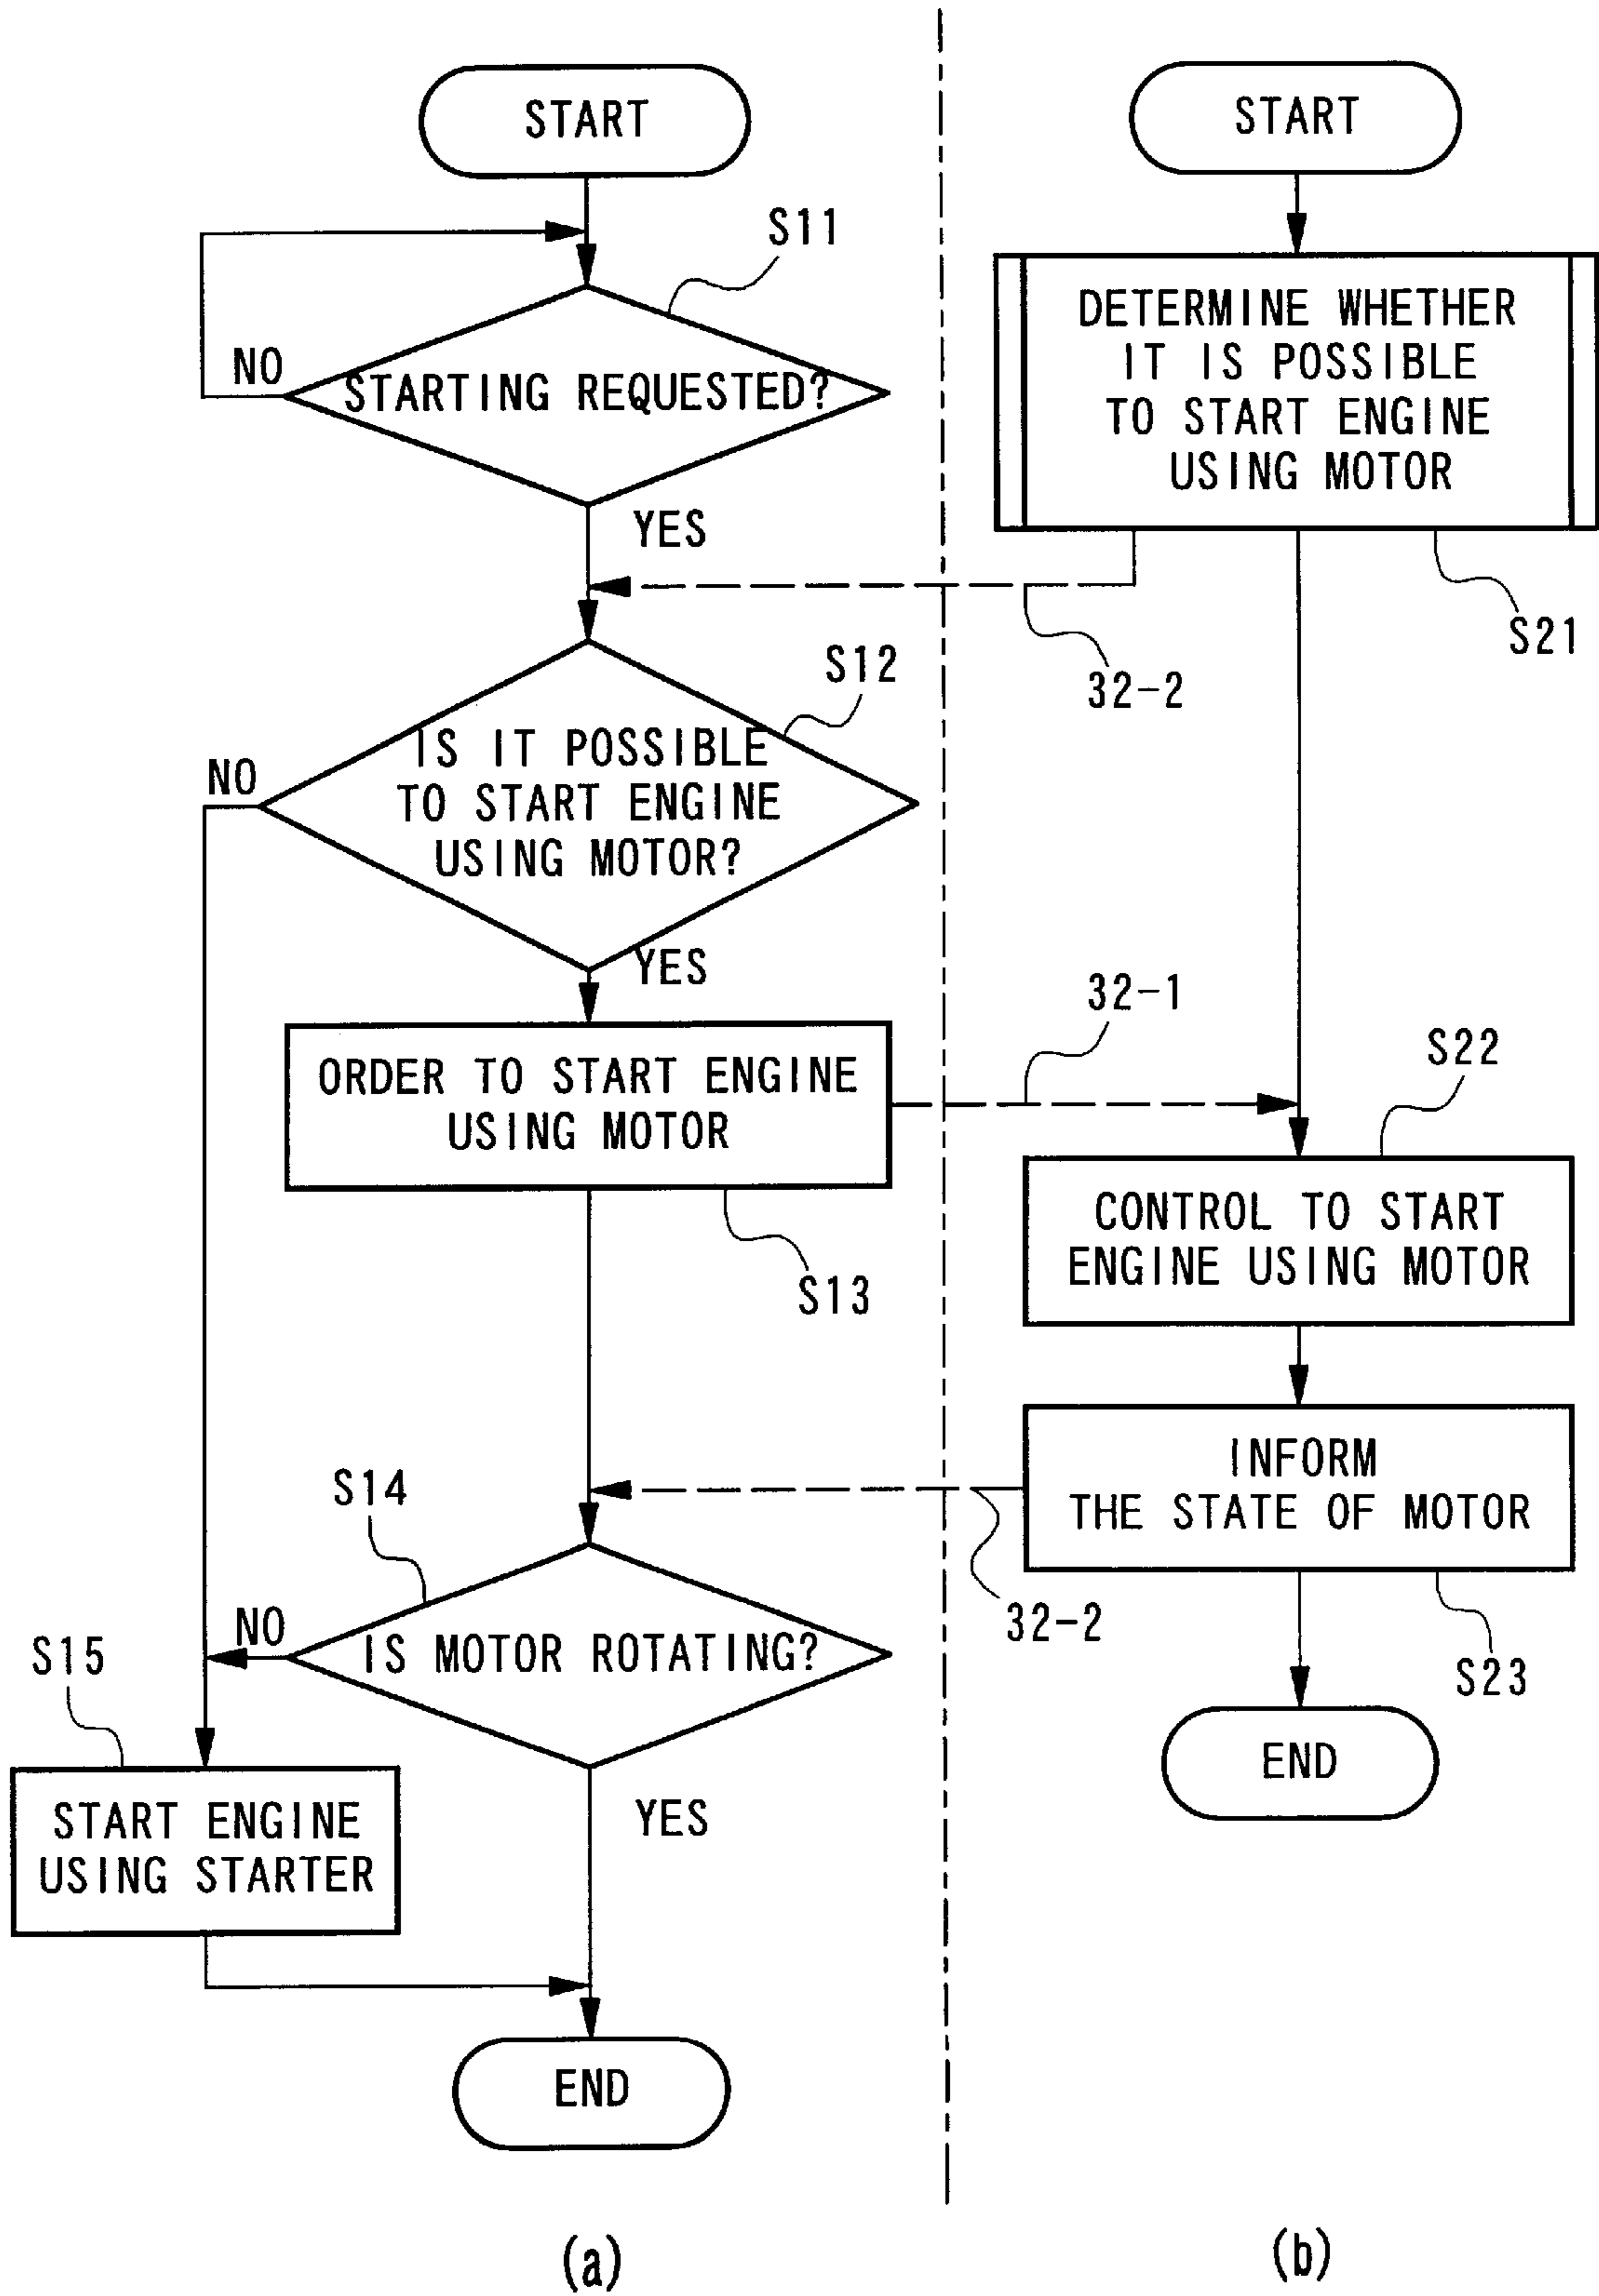 START
S11
NO
STARTING REQUESTED?
YES
S12
IS IT POSSIBLE
TO START ENGINE
USING MOTOR?
NO
YES
ORDER TO START ENGINE
USING MOTOR
S13
S14
NO
IS MOTOR ROTATING?
S15
YES
START ENGINE
USING STARTER
END
(a)
START
DETERMINE WHETHER
IT IS POSSIBLE
TO START ENGINE
USING MOTOR
S21
32-2
32-1
S22
CONTROL TO START
ENGINE USING MOTOR
INFORM
THE STATE OF MOTOR
32-2
S23
END
(b)